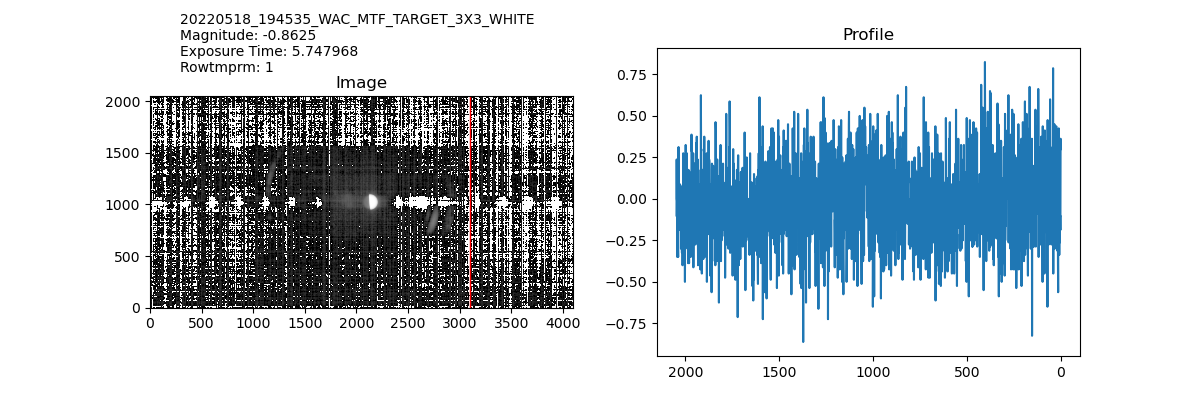 20220518_194535_WAC_MTF_TARGET_3X3_WHITE
Magnitude: -0.8625
Exposure Time: 5.747968
Rowtmprm: 1
Image
2000
1500
1000
500
0
0 500 1000 1500 2000 2500 3000 3500 4000
Profile
0.75
0.50
0.25
0.00
−0.25
−0.50
−0.75
2000 1500 1000 500 0